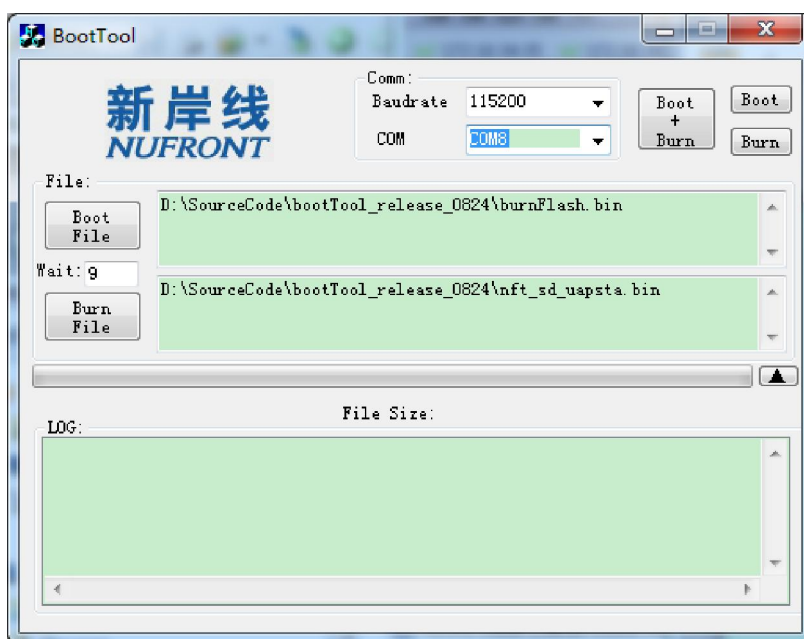 BootTool
新岸线
NUFRONT
Comm:
Baudrate 115200
COM COM8
Boot
+
Burn
Boot
Burn
File:
Boot
File
D:\SourceCode\bootTool_release_0824\burnFlash.bin
Wait: 9
Burn
File
D:\SourceCode\bootTool_release_0824\nft_sd_uapsta.bin
File Size:
LOG: